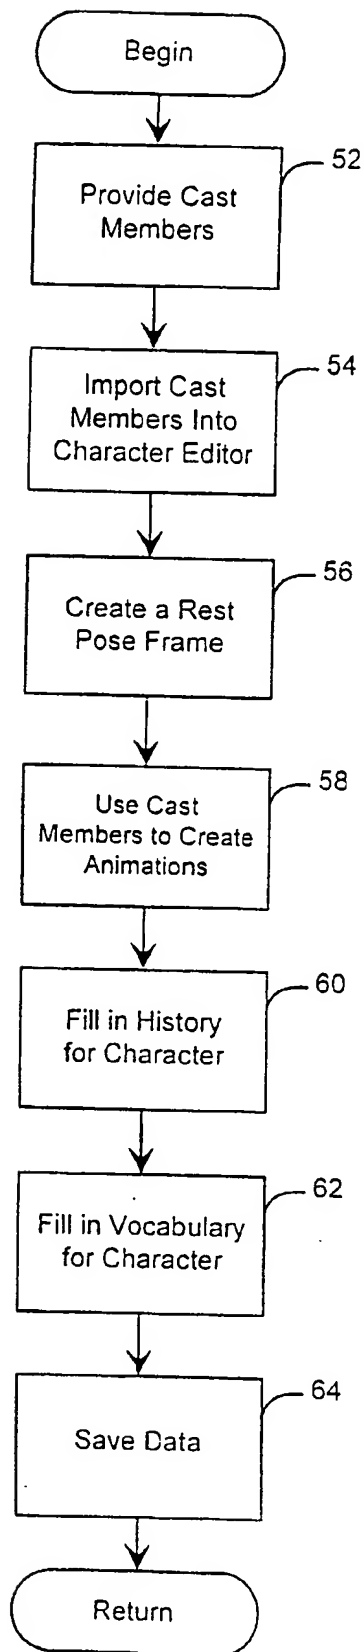 Begin
52
Provide Cast
Members
54
Import Cast
Members Into
Character Editor
56
Create a Rest
Pose Frame
58
Use Cast
Members to Create
Animations
60
Fill in History
for Character
62
Fill in Vocabulary
for Character
64
Save Data
Return